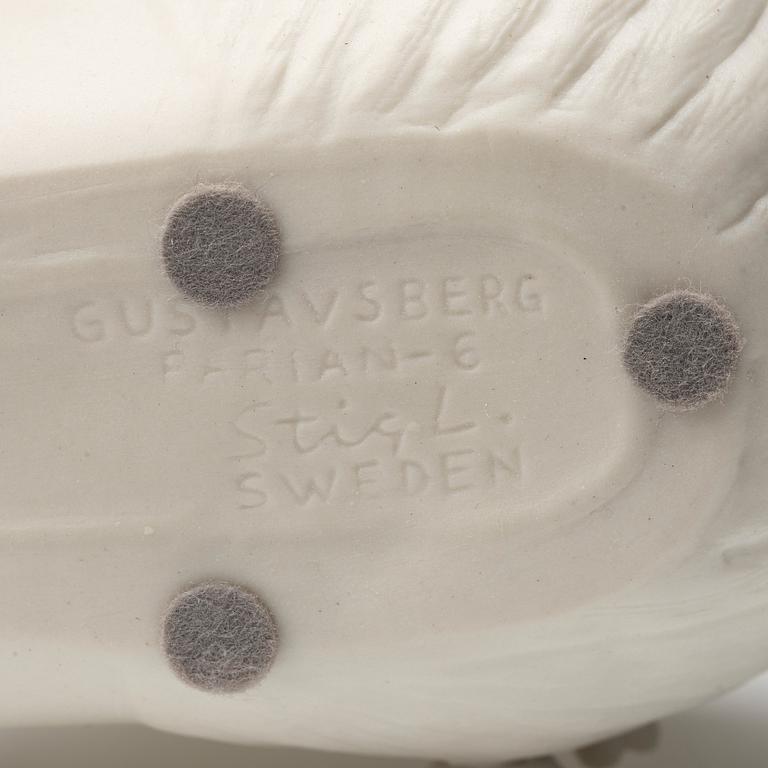 GUSTAVSBERG
PARIAN-6
Stig L.
SWEDEN